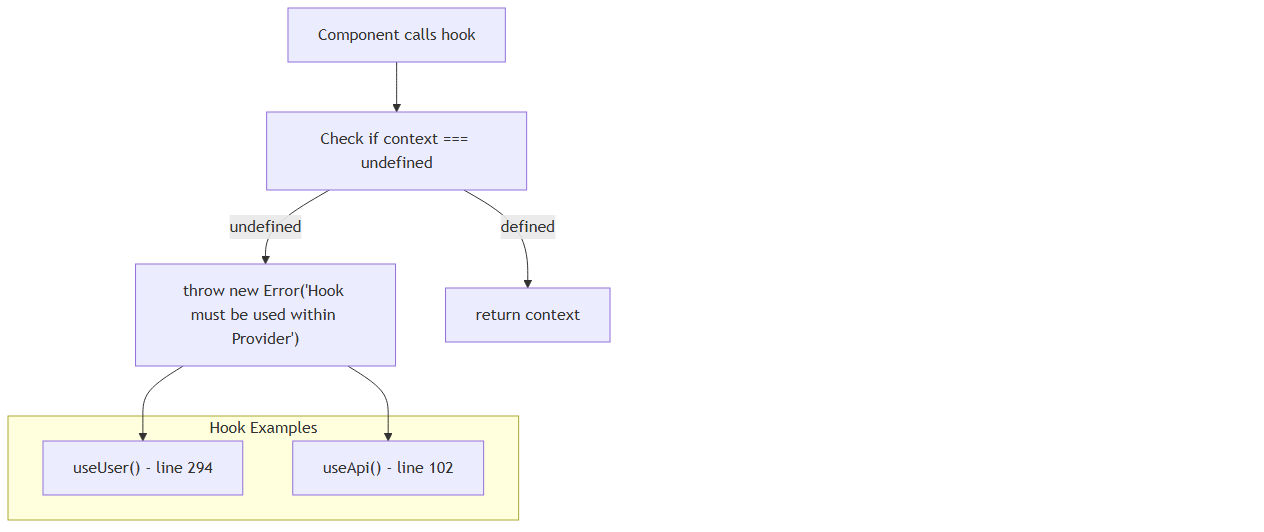 Component calls hook
Check if context ===
undefined
undefined
defined
throw new Error('Hook
must be used within
Provider')
return context
Hook Examples
useUser() - line 294
useApi() - line 102